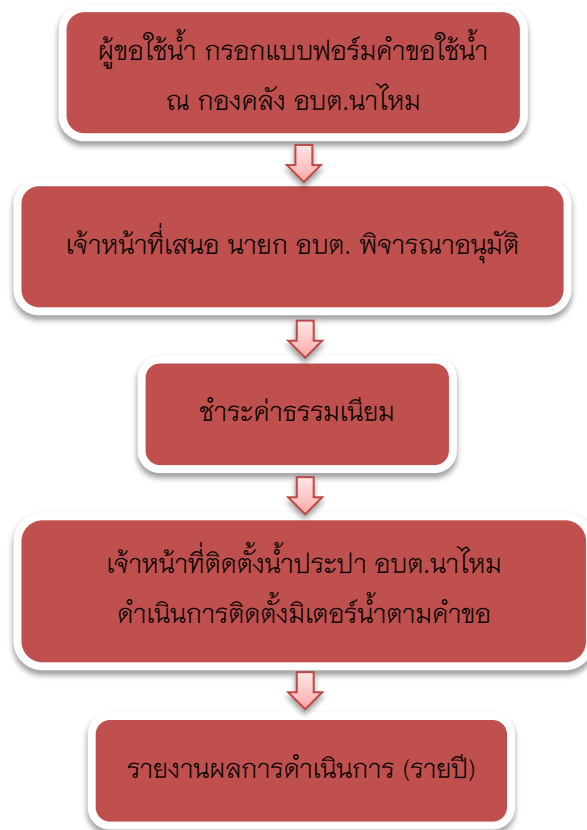 ผู้ขอใช้น้ำ กรอกแบบฟอร์มคำขอใช้น้ำ
ณ กองคลัง อบต.นาไหม
เจ้าหน้าที่เสนอ นายก อบต. พิจารณาอนุมัติ
ชำระค่าธรรมเนียม
เจ้าหน้าที่ติดตั้งน้ำประปา อบต.นาไหม
ดำเนินการติดตั้งมิเตอร์น้ำตามคำขอ
รายงานผลการดำเนินการ (รายปี)